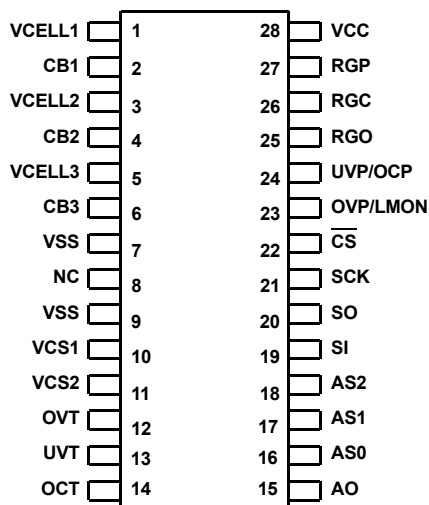 VCELL1 1 28 VCC
CB1 2 27 RGP
VCELL2 3 26 RGC
CB2 4 25 RGO
VCELL3 5 24 UVP/OCP
CB3 6 23 OVP/LMON
VSS 7 22 CS
NC 8 21 SCK
VSS 9 20 SO
VCS1 10 19 SI
VCS2 11 18 AS2
OVT 12 17 AS1
UVT 13 16 AS0
OCT 14 15 AO